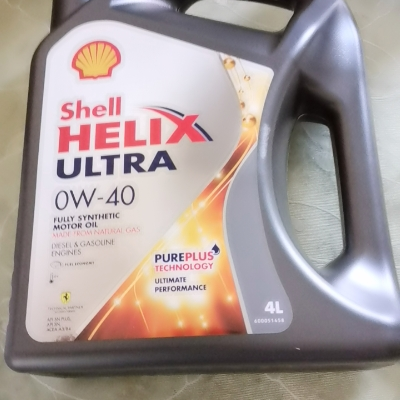 Shell
HELIX
ULTRA
0W-40
FULLY SYNTHETIC
MOTOR OIL
MADE FROM NATURAL GAS
DIESEL & GASOLINE
ENGINES
PUREPLUS
TECHNOLOGY
ULTIMATE
PERFORMANCE
4L